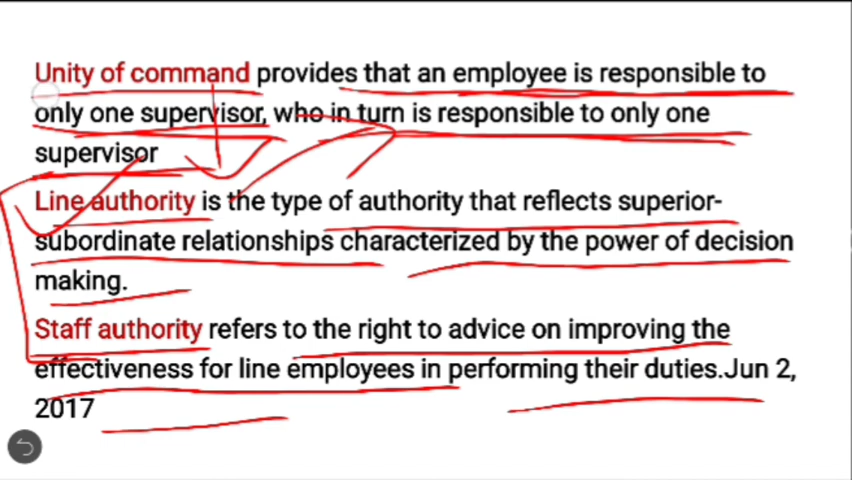 Unity of command provides that an employee is responsible to
only one supervisor, who in turn is responsible to only one
supervisor
Line authority is the type of authority that reflects superior-
subordinate relationships characterized by the power of decision
making.
Staff authority refers to the right to advice on improving the
effectiveness for line employees in performing their duties.Jun 2,
2017